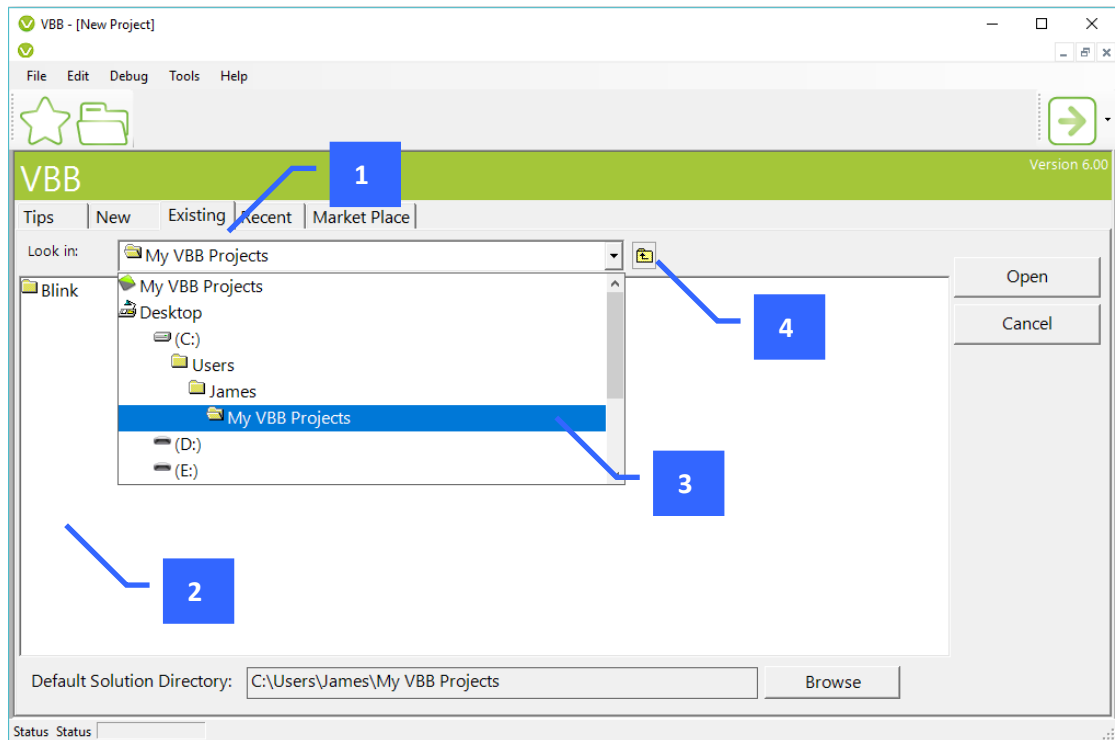 VBB - [New Project]
File Edit Debug Tools Help
VBB
Version 6.00
1
Tips New Existing Recent Market Place
Look in: My VBB Projects
Blink
My VBB Projects
Desktop
(C:)
Users
James
My VBB Projects
(D:)
(E:)
Open
Cancel
4
3
2
Default Solution Directory: C:\Users\James\My VBB Projects Browse
Status Status